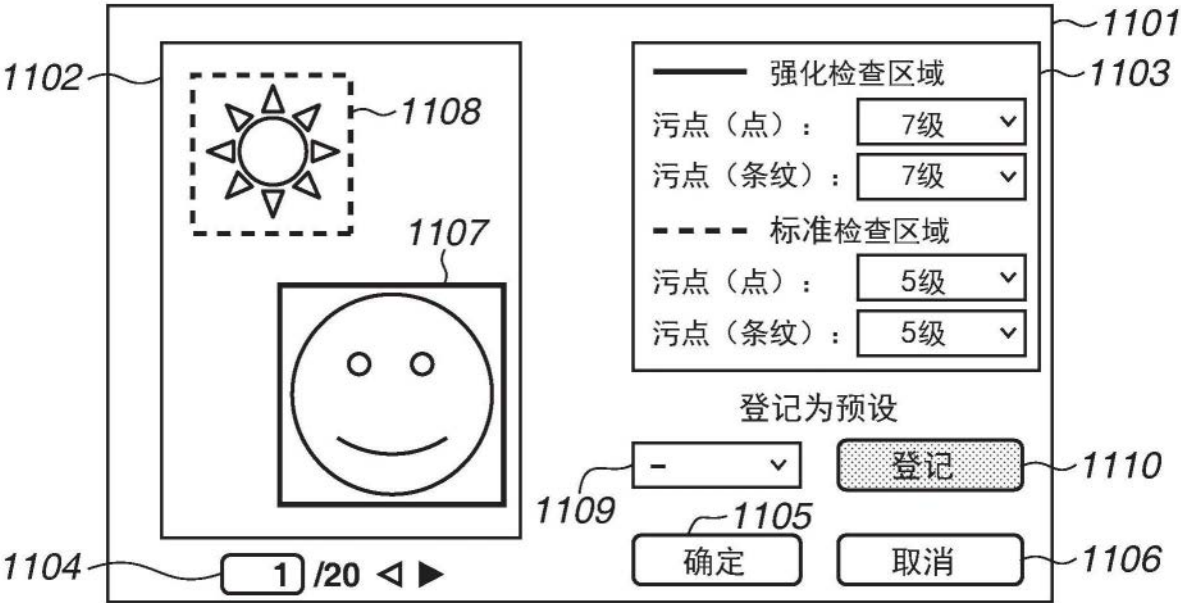 1101
1102
1103
1108
强化检查区域
污点（点）： 7级
污点（条纹）： 7级
标准检查区域
污点（点）： 5级
污点（条纹）： 5级
1107
登记为预设
– 登记
1110
1109
1105
确定 取消
1106
1104
1 /20